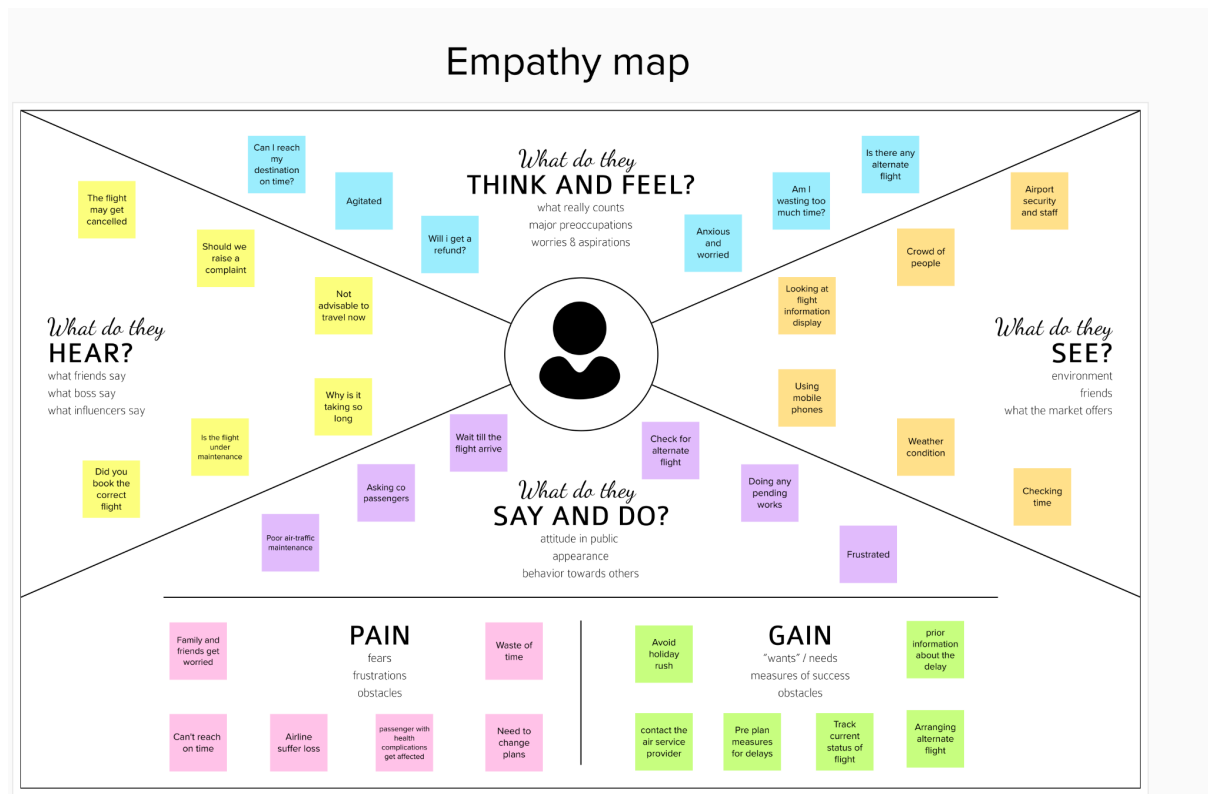 Empathy map
What do they
THINK AND FEEL?
what really counts
major preoccupations
worries & aspirations
Can I reach
my
destination
on time?
Agitated
Will i get a
refund?
Anxious
and
worried
Am I
wasting too
much time?
Is there any
alternate
flight
What do they
HEAR?
what friends say
what boss say
what influencers say
The flight
may get
cancelled
Should we
raise a
complaint
Not
advisable to
travel now
Why is it
taking so
long
Is the flight
under
maintenance
Did you
book the
correct
flight
What do they
SEE?
environment
friends
what the market offers
Airport
security
and staff
Crowd of
people
Looking at
flight
information
display
Using
mobile
phones
Weather
condition
Checking
time
What do they
SAY AND DO?
attitude in public
appearance
behavior towards others
Wait till the
flight arrive
Asking co
passengers
Poor air-traffic
maintenance
Check for
alternate
flight
Doing any
pending
works
Frustrated
PAIN
fears
frustrations
obstacles
Family and
friends get
worried
Waste of
time
Can't reach
on time
Airline
suffer loss
passenger with
health
complications
get affected
Need to
change
plans
GAIN
"wants" / needs
measures of success
obstacles
Avoid
holiday
rush
prior
information
about the
delay
contact the
air service
provider
Pre plan
measures
for delays
Track
current
status of
flight
Arranging
alternate
flight